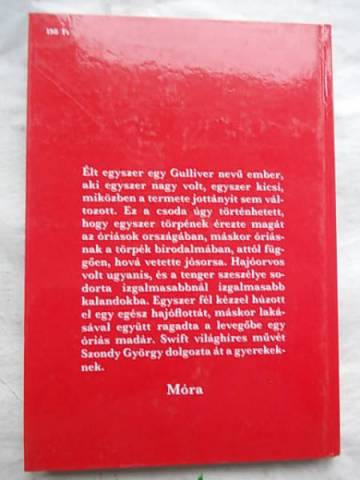 198 Ft
Élt egyszer egy Gulliver nevű ember,
aki egyszer nagy volt, egyszer kicsi,
miközben a termete jottányit sem vál-
tozott. Ez a csoda úgy történhetett,
hogy egyszer törpének érezte magát
az óriások országában, máskor óriás-
nak a törpék birodalmában, attól füg-
gően, hová vetette jósorsa. Hajóorvos
volt ugyanis, és a tenger szeszélye so-
dorta izgalmasabbnál izgalmasabb
kalandokba. Egyszer fél kézzel húzott
el egy egész hajóflottát, máskor laká-
sával együtt ragadta a levegőbe egy
óriás madár. Swift világhíres művét
Szondy György dolgozta át a gyerekek-
nek.
Móra